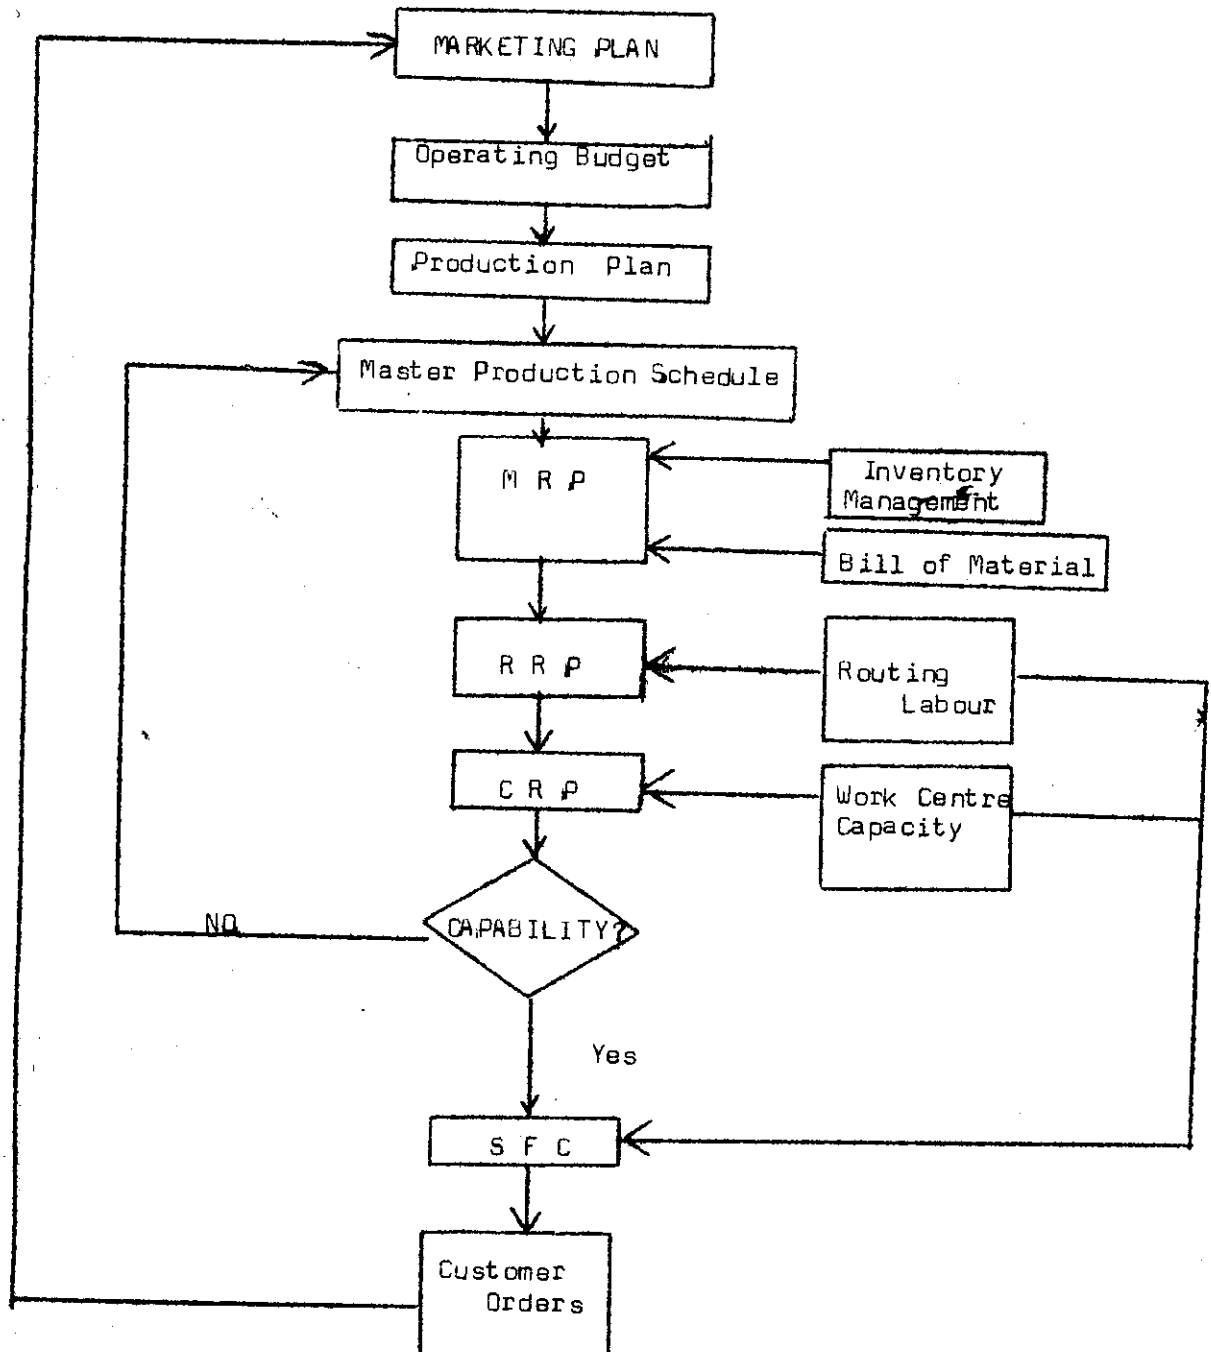 MARKETING PLAN
Operating Budget
Production Plan
Master Production Schedule
M R P
Inventory
Management
Bill of Material
R R P
Routing
Labour
C R P
Work Centre
Capacity
CAPABILITY?
NO
Yes
S F C
Customer
Orders